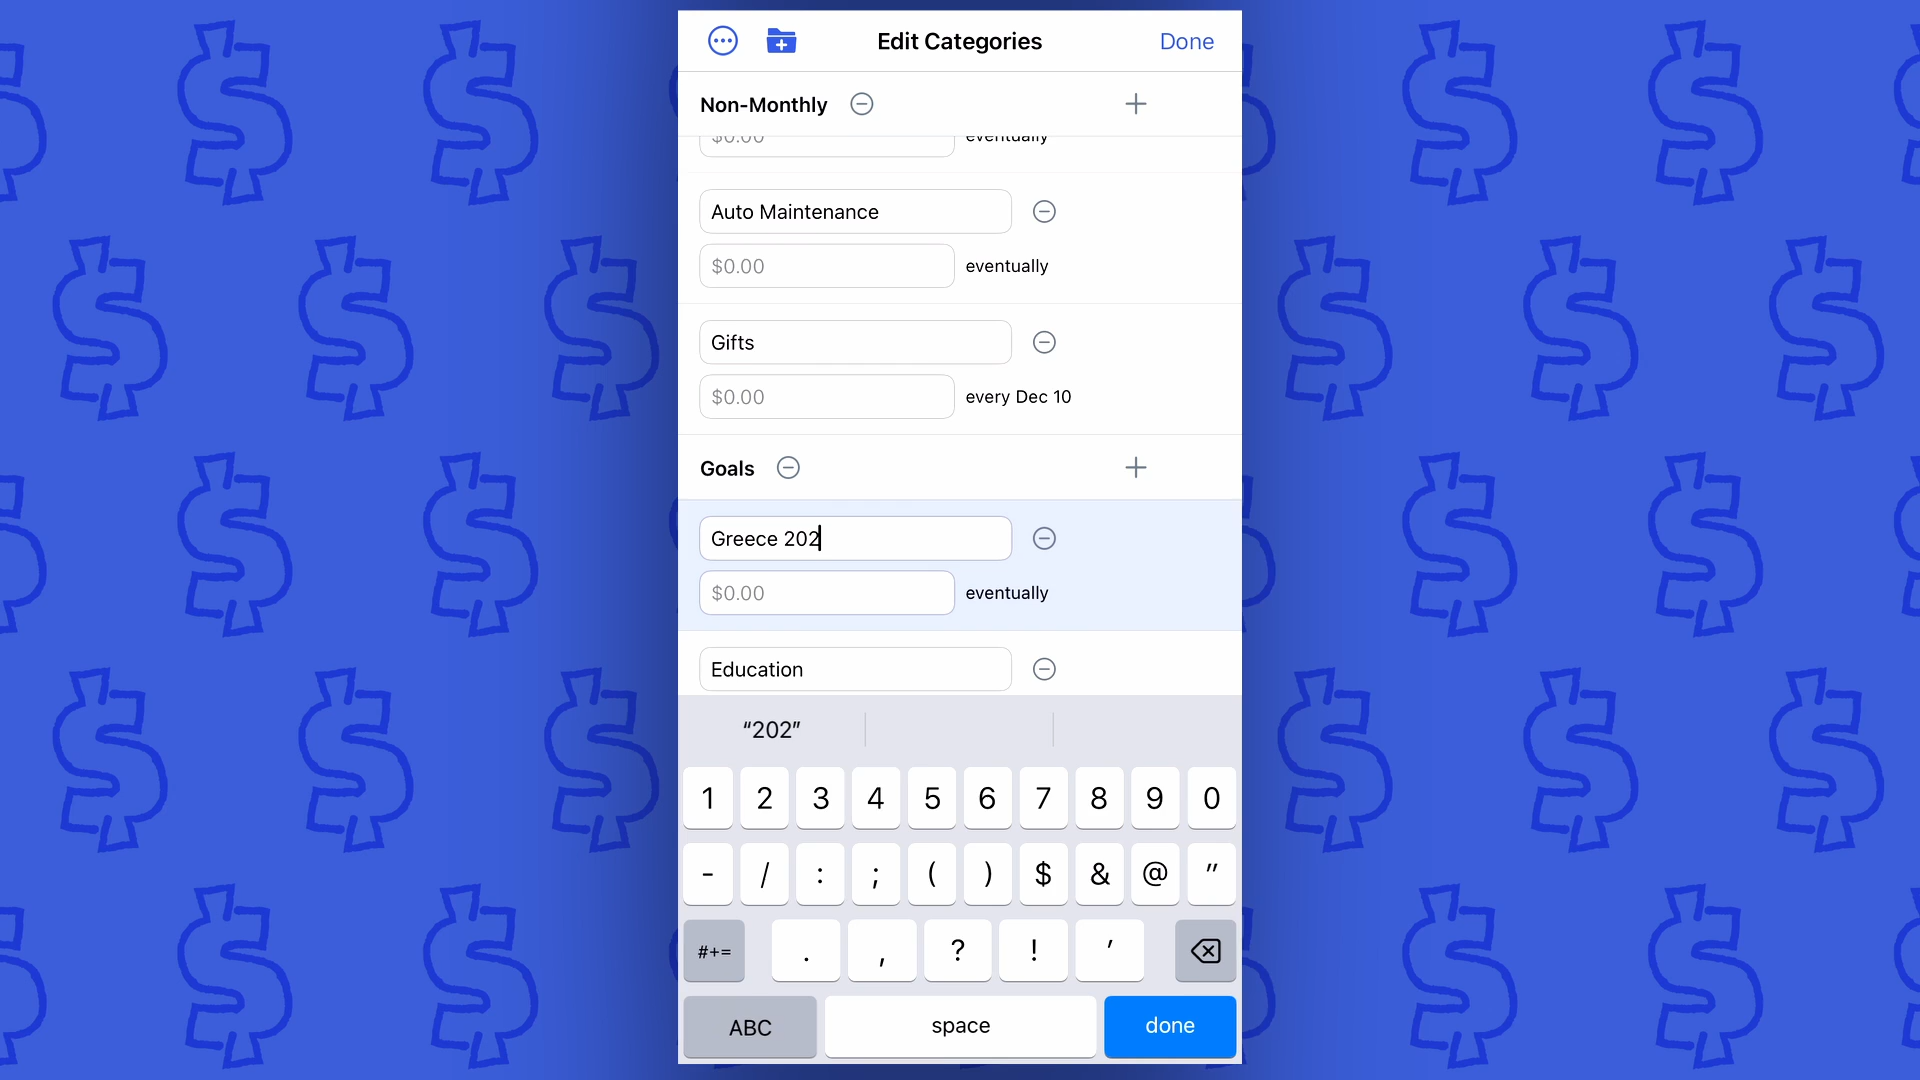 Edit Categories
Done
Non-Monthly
$0.00 eventually
Auto Maintenance
$0.00 eventually
Gifts
$0.00 every Dec 10
Goals
Greece 202
$0.00 eventually
Education
“202”
1 2 3 4 5 6 7 8 9 0
- / : ; ( ) $ & @ "
#+= . , ? ! ’
ABC space done